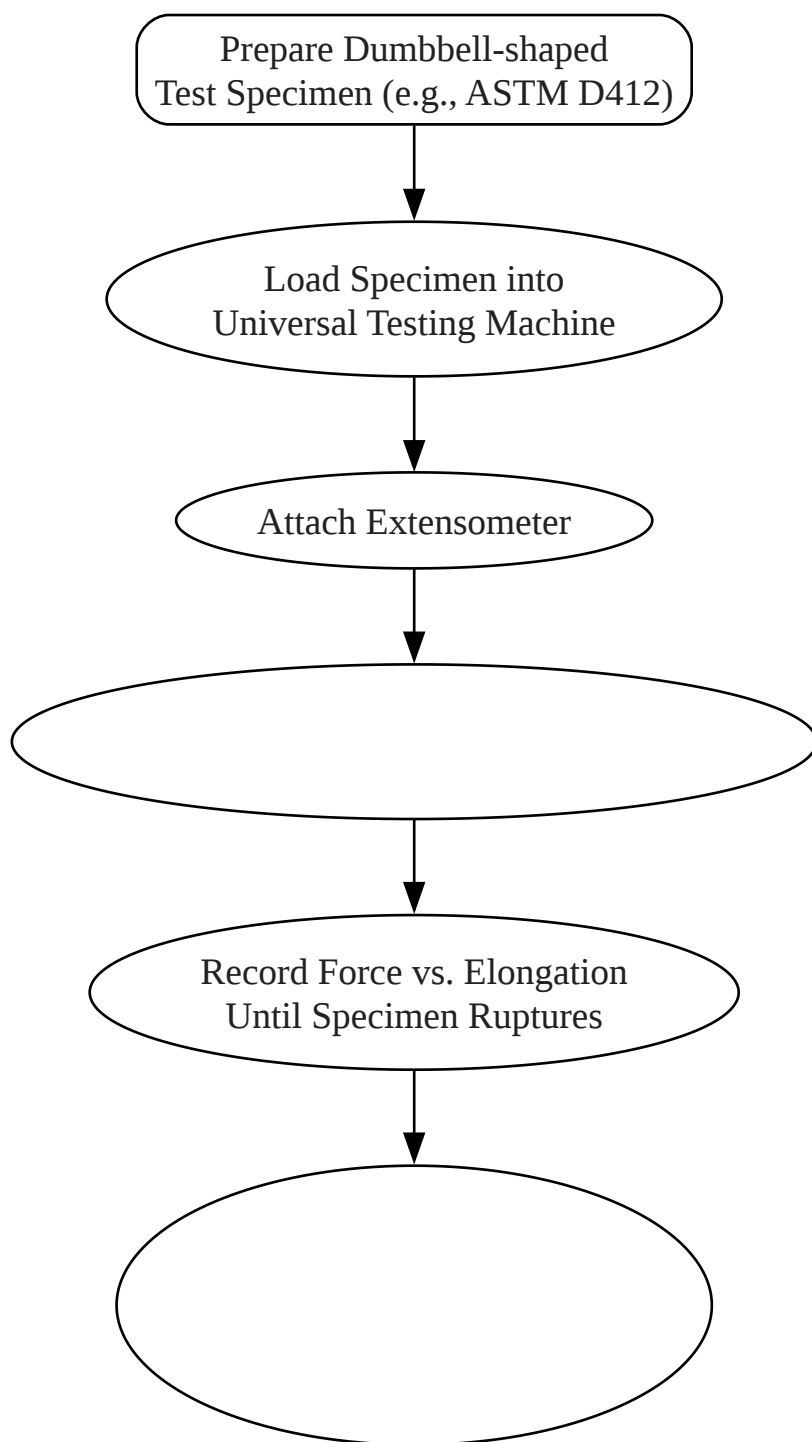 Prepare Dumbbell-shaped
Test Specimen (e.g., ASTM D412)
Load Specimen into
Universal Testing Machine
Attach Extensometer
Record Force vs. Elongation
Until Specimen Ruptures